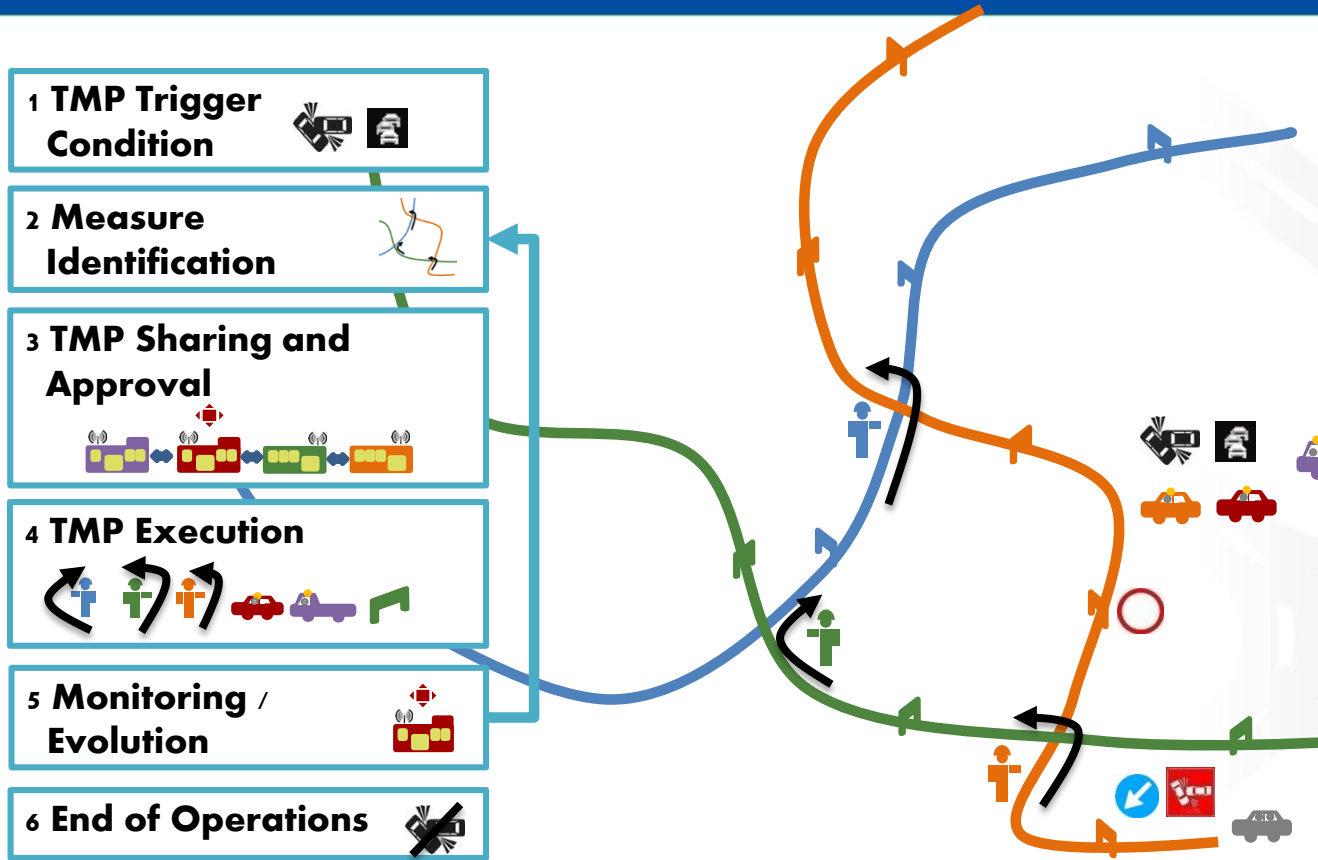 1 TMP Trigger
Condition
2 Measure
Identification
3 TMP Sharing and
Approval
4 TMP Execution
5 Monitoring /
Evolution
6 End of Operations